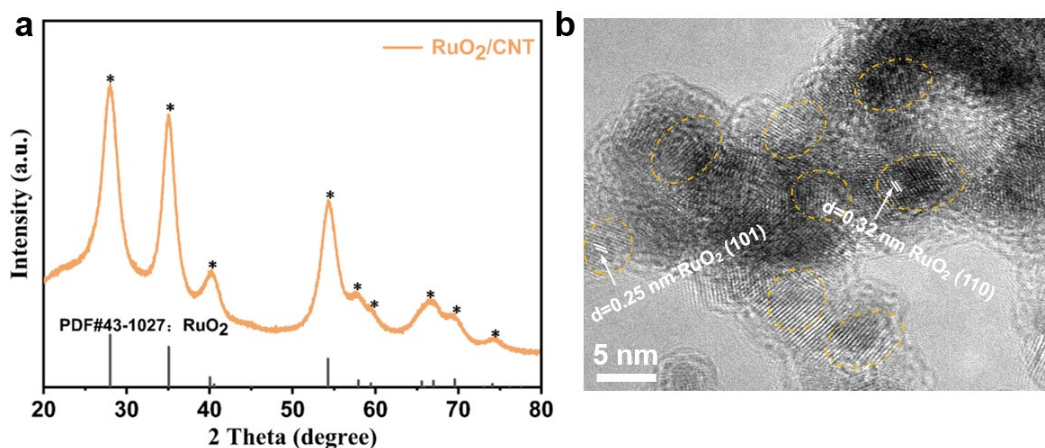 a
RuO2/CNT
*
*
*
*
*
*
*
*
*
PDF#43-1027: RuO2
Intensity (a.u.)
20 30 40 50 60 70 80
2 Theta (degree)
b
d=0.25 nm RuO2 (101)
d=0.32 nm RuO2 (110)
5 nm